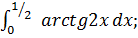 ∫₀^{1/2} arctg2x dx;